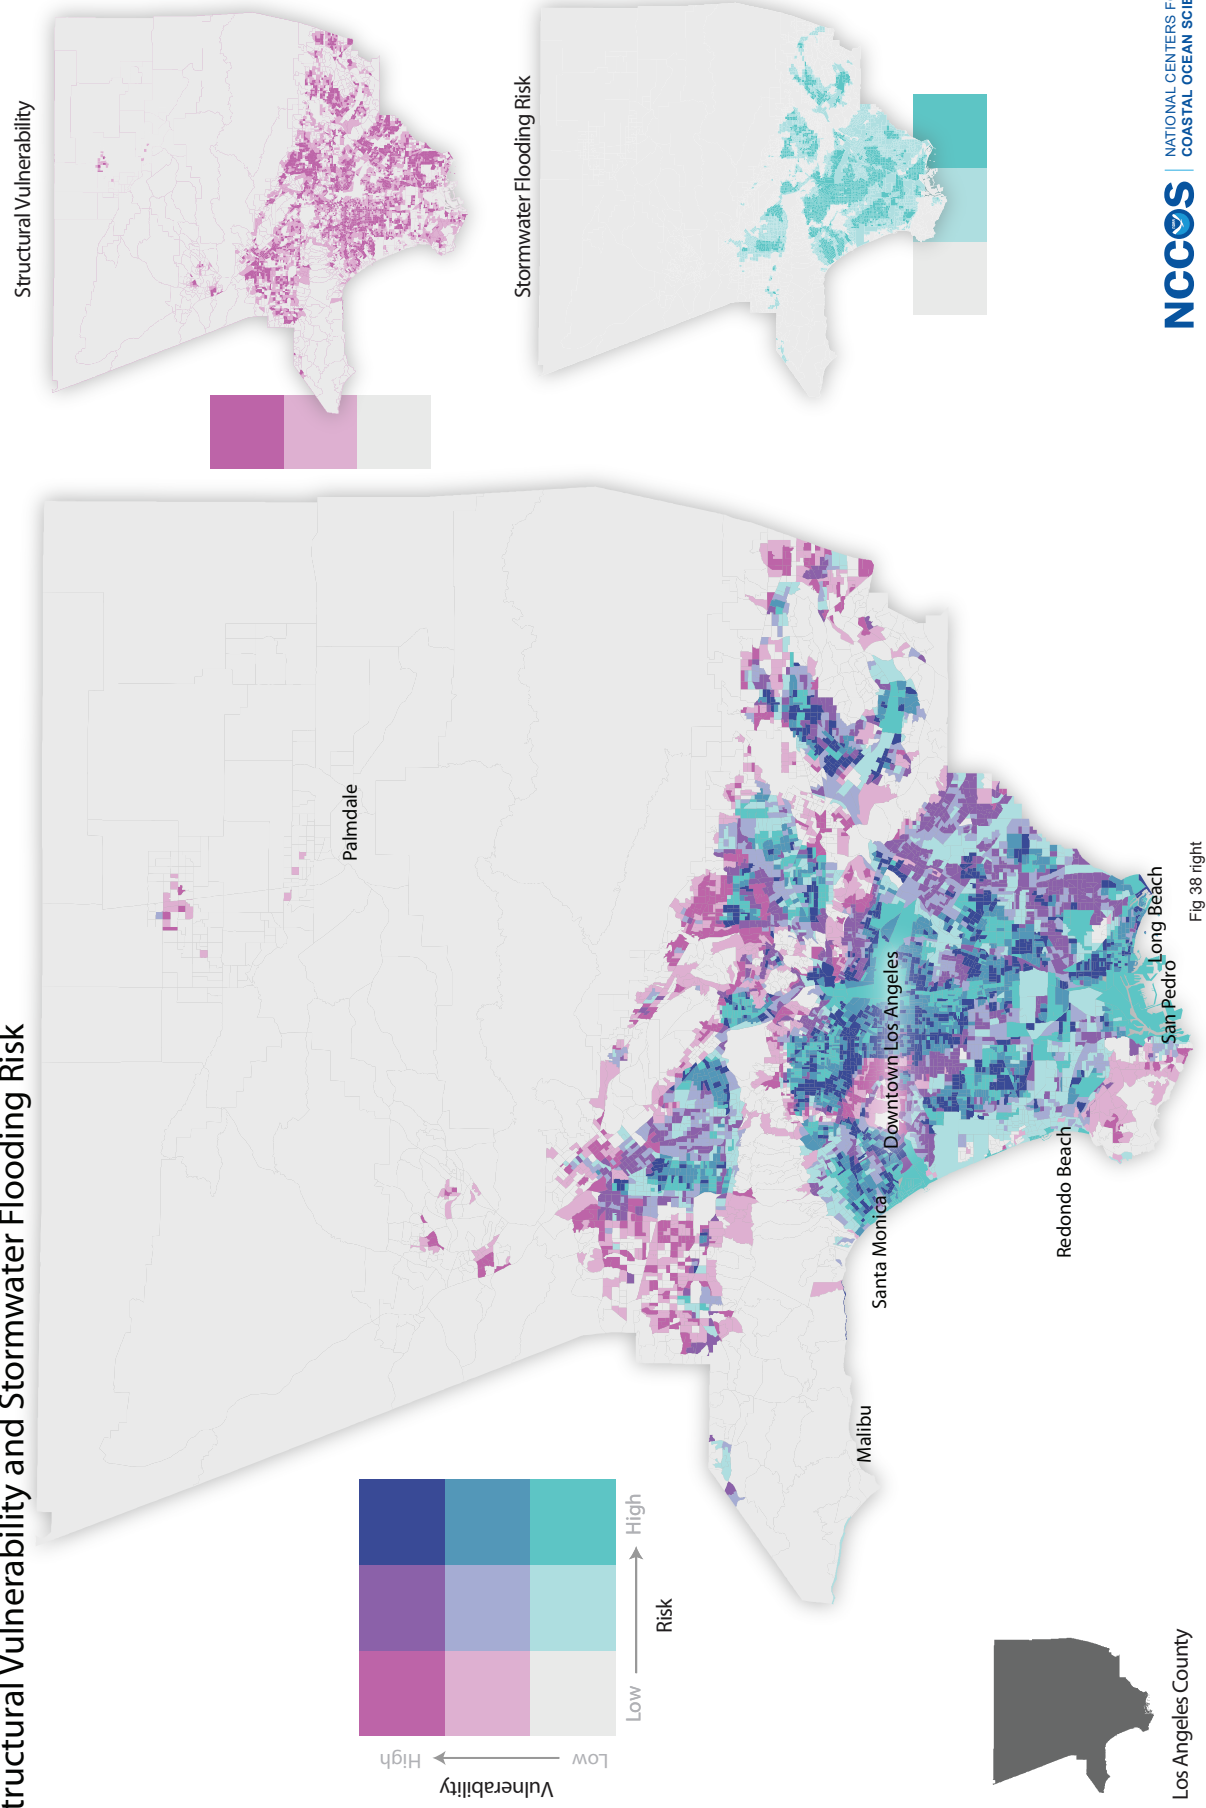 tructural Vulnerability and Stormwater Flooding Risk
Structural Vulnerability
Stormwater Flooding Risk
Palmdale
Downtown Los Angeles
Santa Monica
Malibu
Redondo Beach
San Pedro
Long Beach
Vulnerability
Low
High
Low
High
Risk
Los Angeles County
Fig 38 right
NCCOS
NATIONAL CENTERS F
COASTAL OCEAN SCIE